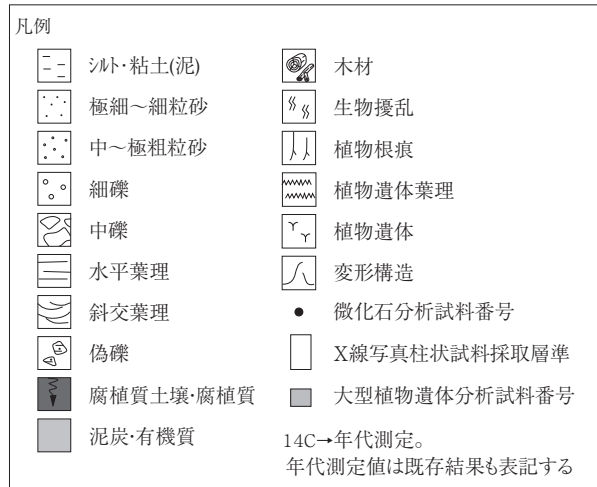 凡例
シルト・粘土(泥)
極細〜細粒砂
中〜極粗粒砂
細礫
中礫
水平葉理
斜交葉理
偽礫
腐植質土壌・腐植質
泥炭・有機質
木材
生物擾乱
植物根痕
植物遺体葉理
植物遺体
変形構造
微化石分析試料番号
X線写真柱状試料採取層準
大型植物遺体分析試料番号
14C→年代測定。
年代測定値は既存結果も表記する